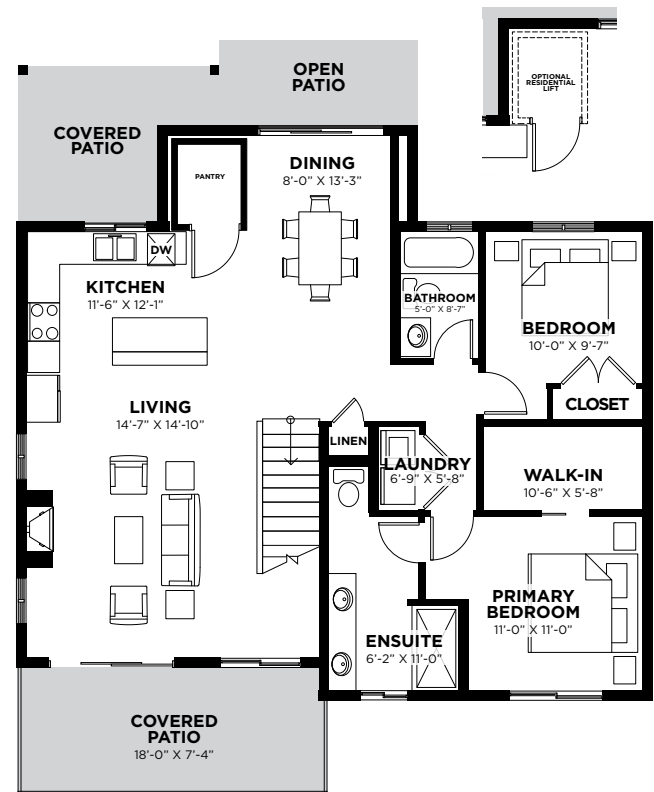 OPTIONAL
RESIDENTIAL
LIFT
OPEN
PATIO
COVERED
PATIO
DINING
8'-0" X 13'-3"
PANTRY
DW
KITCHEN
11'-6" X 12'-1"
BATHROOM
5'-0" X 8'-7"
BEDROOM
10'-0" X 9'-7"
CLOSET
LIVING
14'-7" X 14'-10"
LINEN
LAUNDRY
6'-9" X 5'-8"
WALK-IN
10'-6" X 5'-8"
PRIMARY
BEDROOM
11'-0" X 11'-0"
ENSUITE
6'-2" X 11'-0"
COVERED
PATIO
18'-0" X 7'-4"